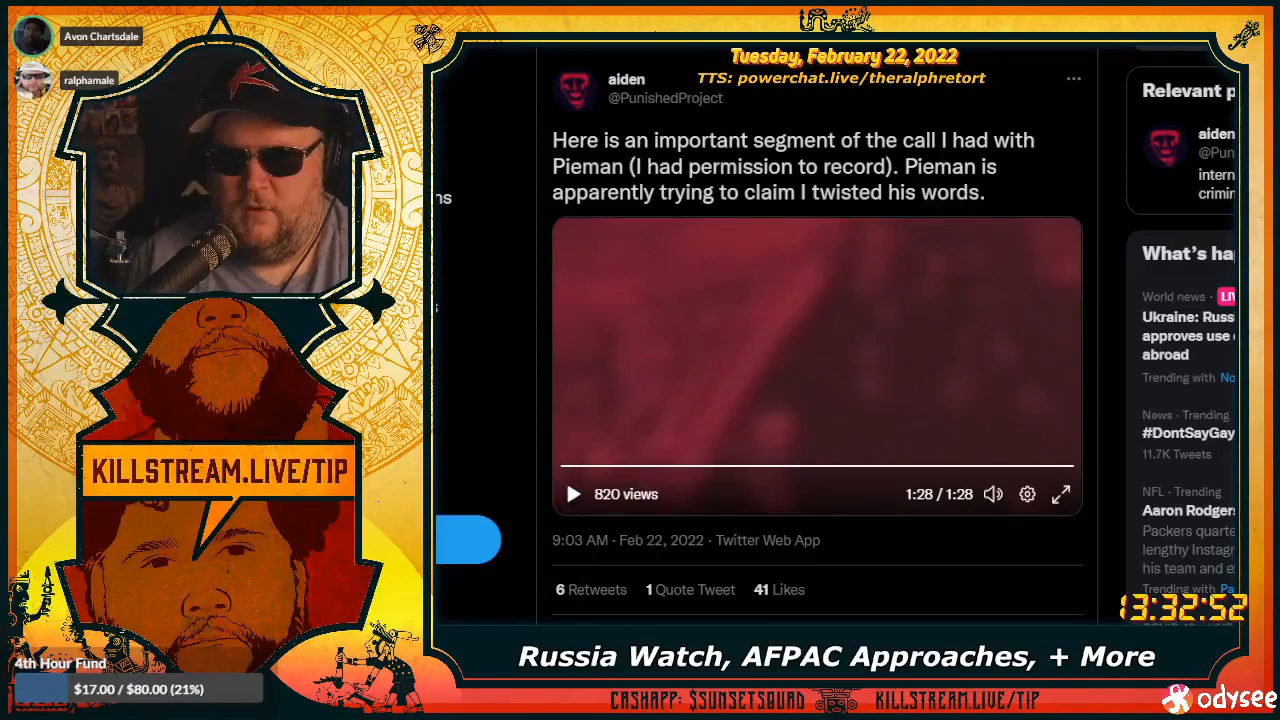 Avon Chartsdale
ralphamale
KILLSTREAM.LIVE/TIP
4th Hour Fund
$17.00 / $80.00 (21%)
Tuesday, February 22, 2022
TTS: powerchat.live/theralphretort
aiden
@PunishedProject
Here is an important segment of the call I had with
Pieman (I had permission to record). Pieman is
apparently trying to claim I twisted his words.
820 views
1:28 / 1:28
9:03 AM · Feb 22, 2022 · Twitter Web App
6 Retweets 1 Quote Tweet 41 Likes
Relevant p
aiden
@Pun
intern
crimin
What's ha
World news · LIV
Ukraine: Russ
approves use
abroad
Trending with No
News · Trending
#DontSayGay
11.7K Tweets
NFL · Trending
Aaron Rodgers
Packers quarte
lengthy Instagr
his team and e
Trending with Pa
13:32:52
Russia Watch, AFPAC Approaches, + More
CASHAPP: $SUNSETSQUAD KILLSTREAM.LIVE/TIP
odysee